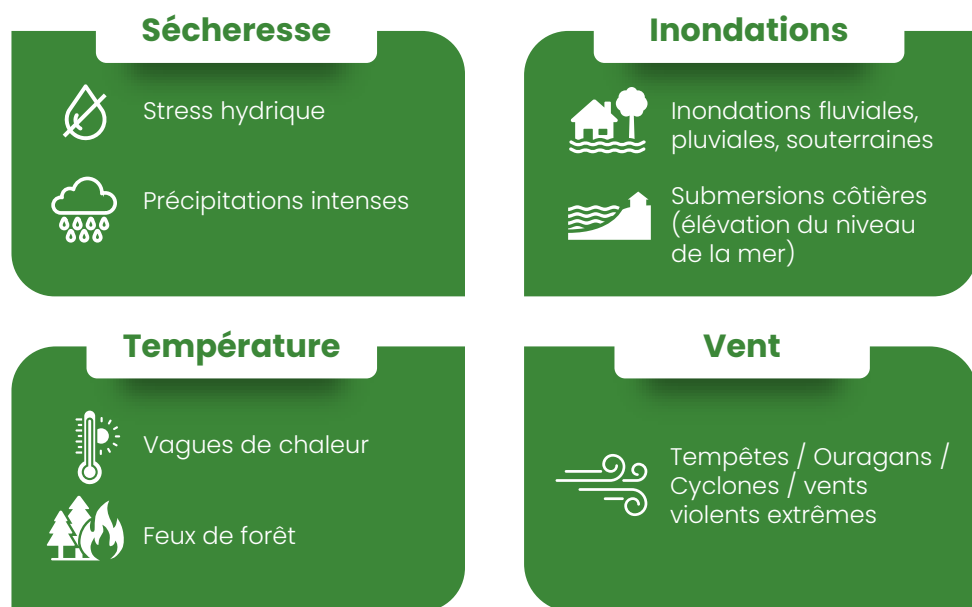 Sécheresse
Stress hydrique
Précipitations intenses
Inondations
Inondations fluviales,
pluviales, souterraines
Submersions côtières
(élévation du niveau
de la mer)
Température
Vagues de chaleur
Feux de forêt
Vent
Tempêtes / Ouragans /
Cyclones / vents
violents extrêmes